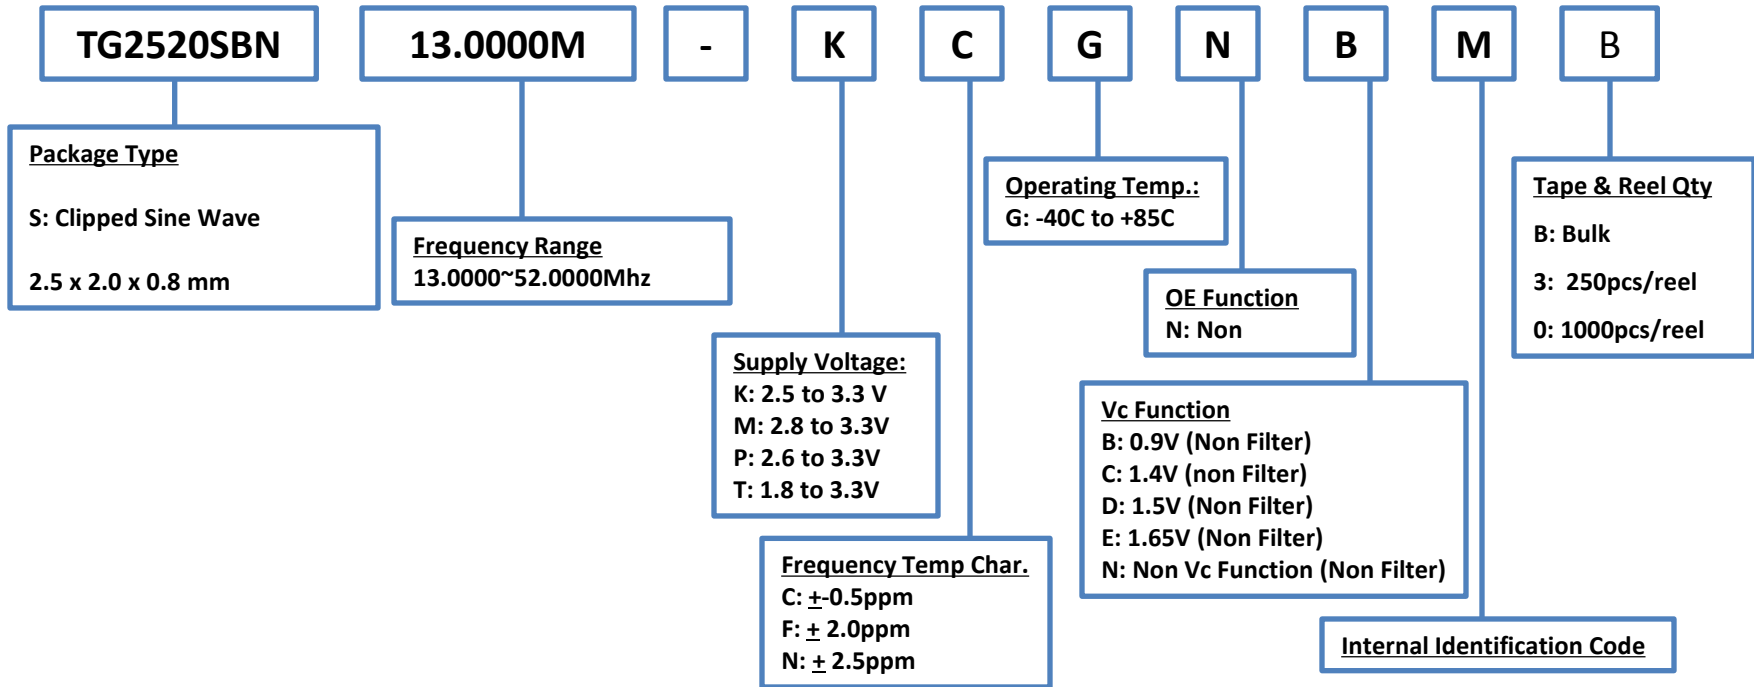 TG2520SBN 13.0000M - K C G N B M B
Package Type
S: Clipped Sine Wave
2.5 x 2.0 x 0.8 mm
Frequency Range
13.0000~52.0000Mhz
Supply Voltage:
K: 2.5 to 3.3 V
M: 2.8 to 3.3V
P: 2.6 to 3.3V
T: 1.8 to 3.3V
Frequency Temp Char.
C: +-0.5ppm
F: + 2.0ppm
N: + 2.5ppm
Operating Temp.:
G: -40C to +85C
OE Function
N: Non
Vc Function
B: 0.9V (Non Filter)
C: 1.4V (non Filter)
D: 1.5V (Non Filter)
E: 1.65V (Non Filter)
N: Non Vc Function (Non Filter)
Internal Identification Code
Tape & Reel Qty
B: Bulk
3:  250pcs/reel
0: 1000pcs/reel